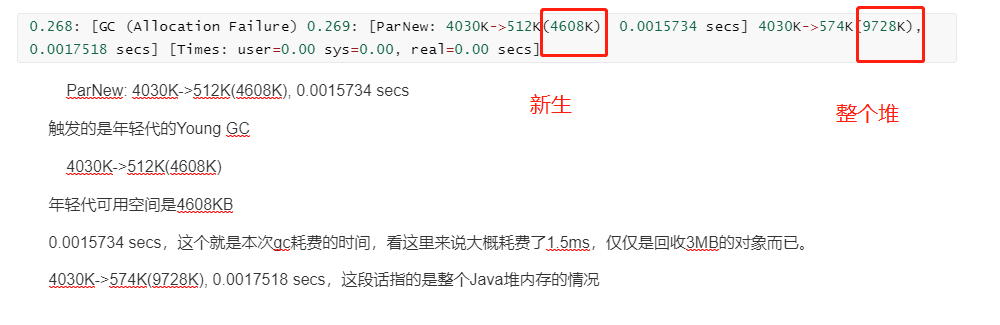 0.268: [GC (Allocation Failure) 0.269: [ParNew: 4030K->512K(4608K) 0.0015734 secs] 4030K->574K(9728K),
0.0017518 secs] [Times: user=0.00 sys=0.00, real=0.00 secs]
ParNew: 4030K->512K(4608K), 0.0015734 secs
新生
整个堆
触发的是年轻代的Young GC
4030K->512K(4608K)
年轻代可用空间是4608KB
0.0015734 secs，这个就是本次gc耗费的时间，看这里来说大概耗费了1.5ms，仅仅是回收3MB的对象而已。
4030K->574K(9728K), 0.0017518 secs，这段话指的是整个Java堆内存的情况